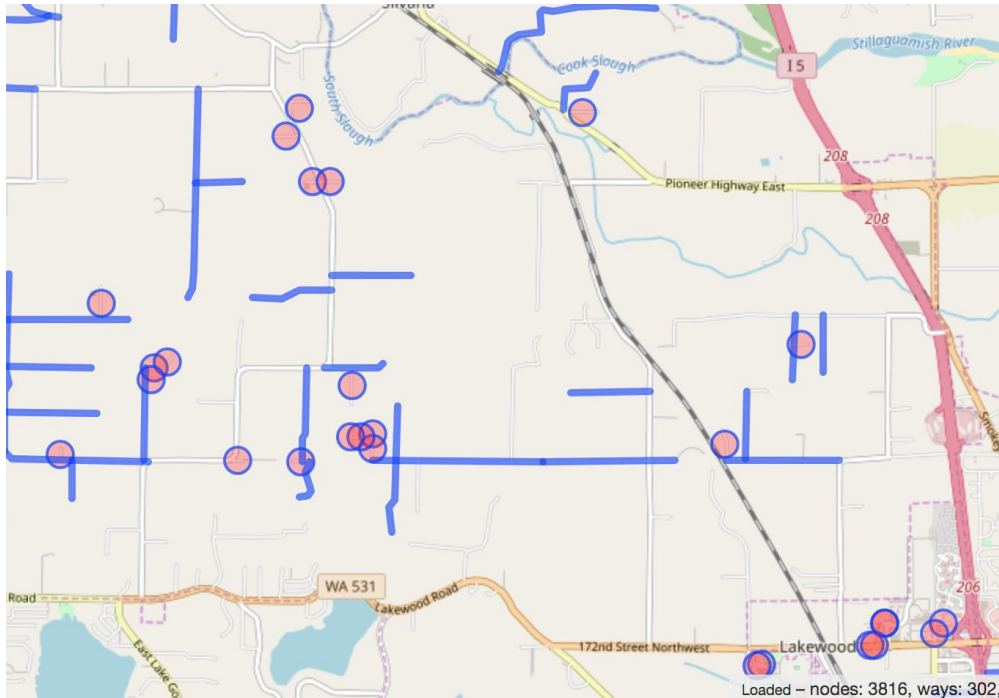 Silvana
Cook Slough
Stillaguamish River
I 5
South Slough
208
Pioneer Highway East
208
Smokey
WA 531
206
Road
Lakewood Road
172nd Street Northwest
Lakewood
East Lake Go
Loaded – nodes: 3816, ways: 302